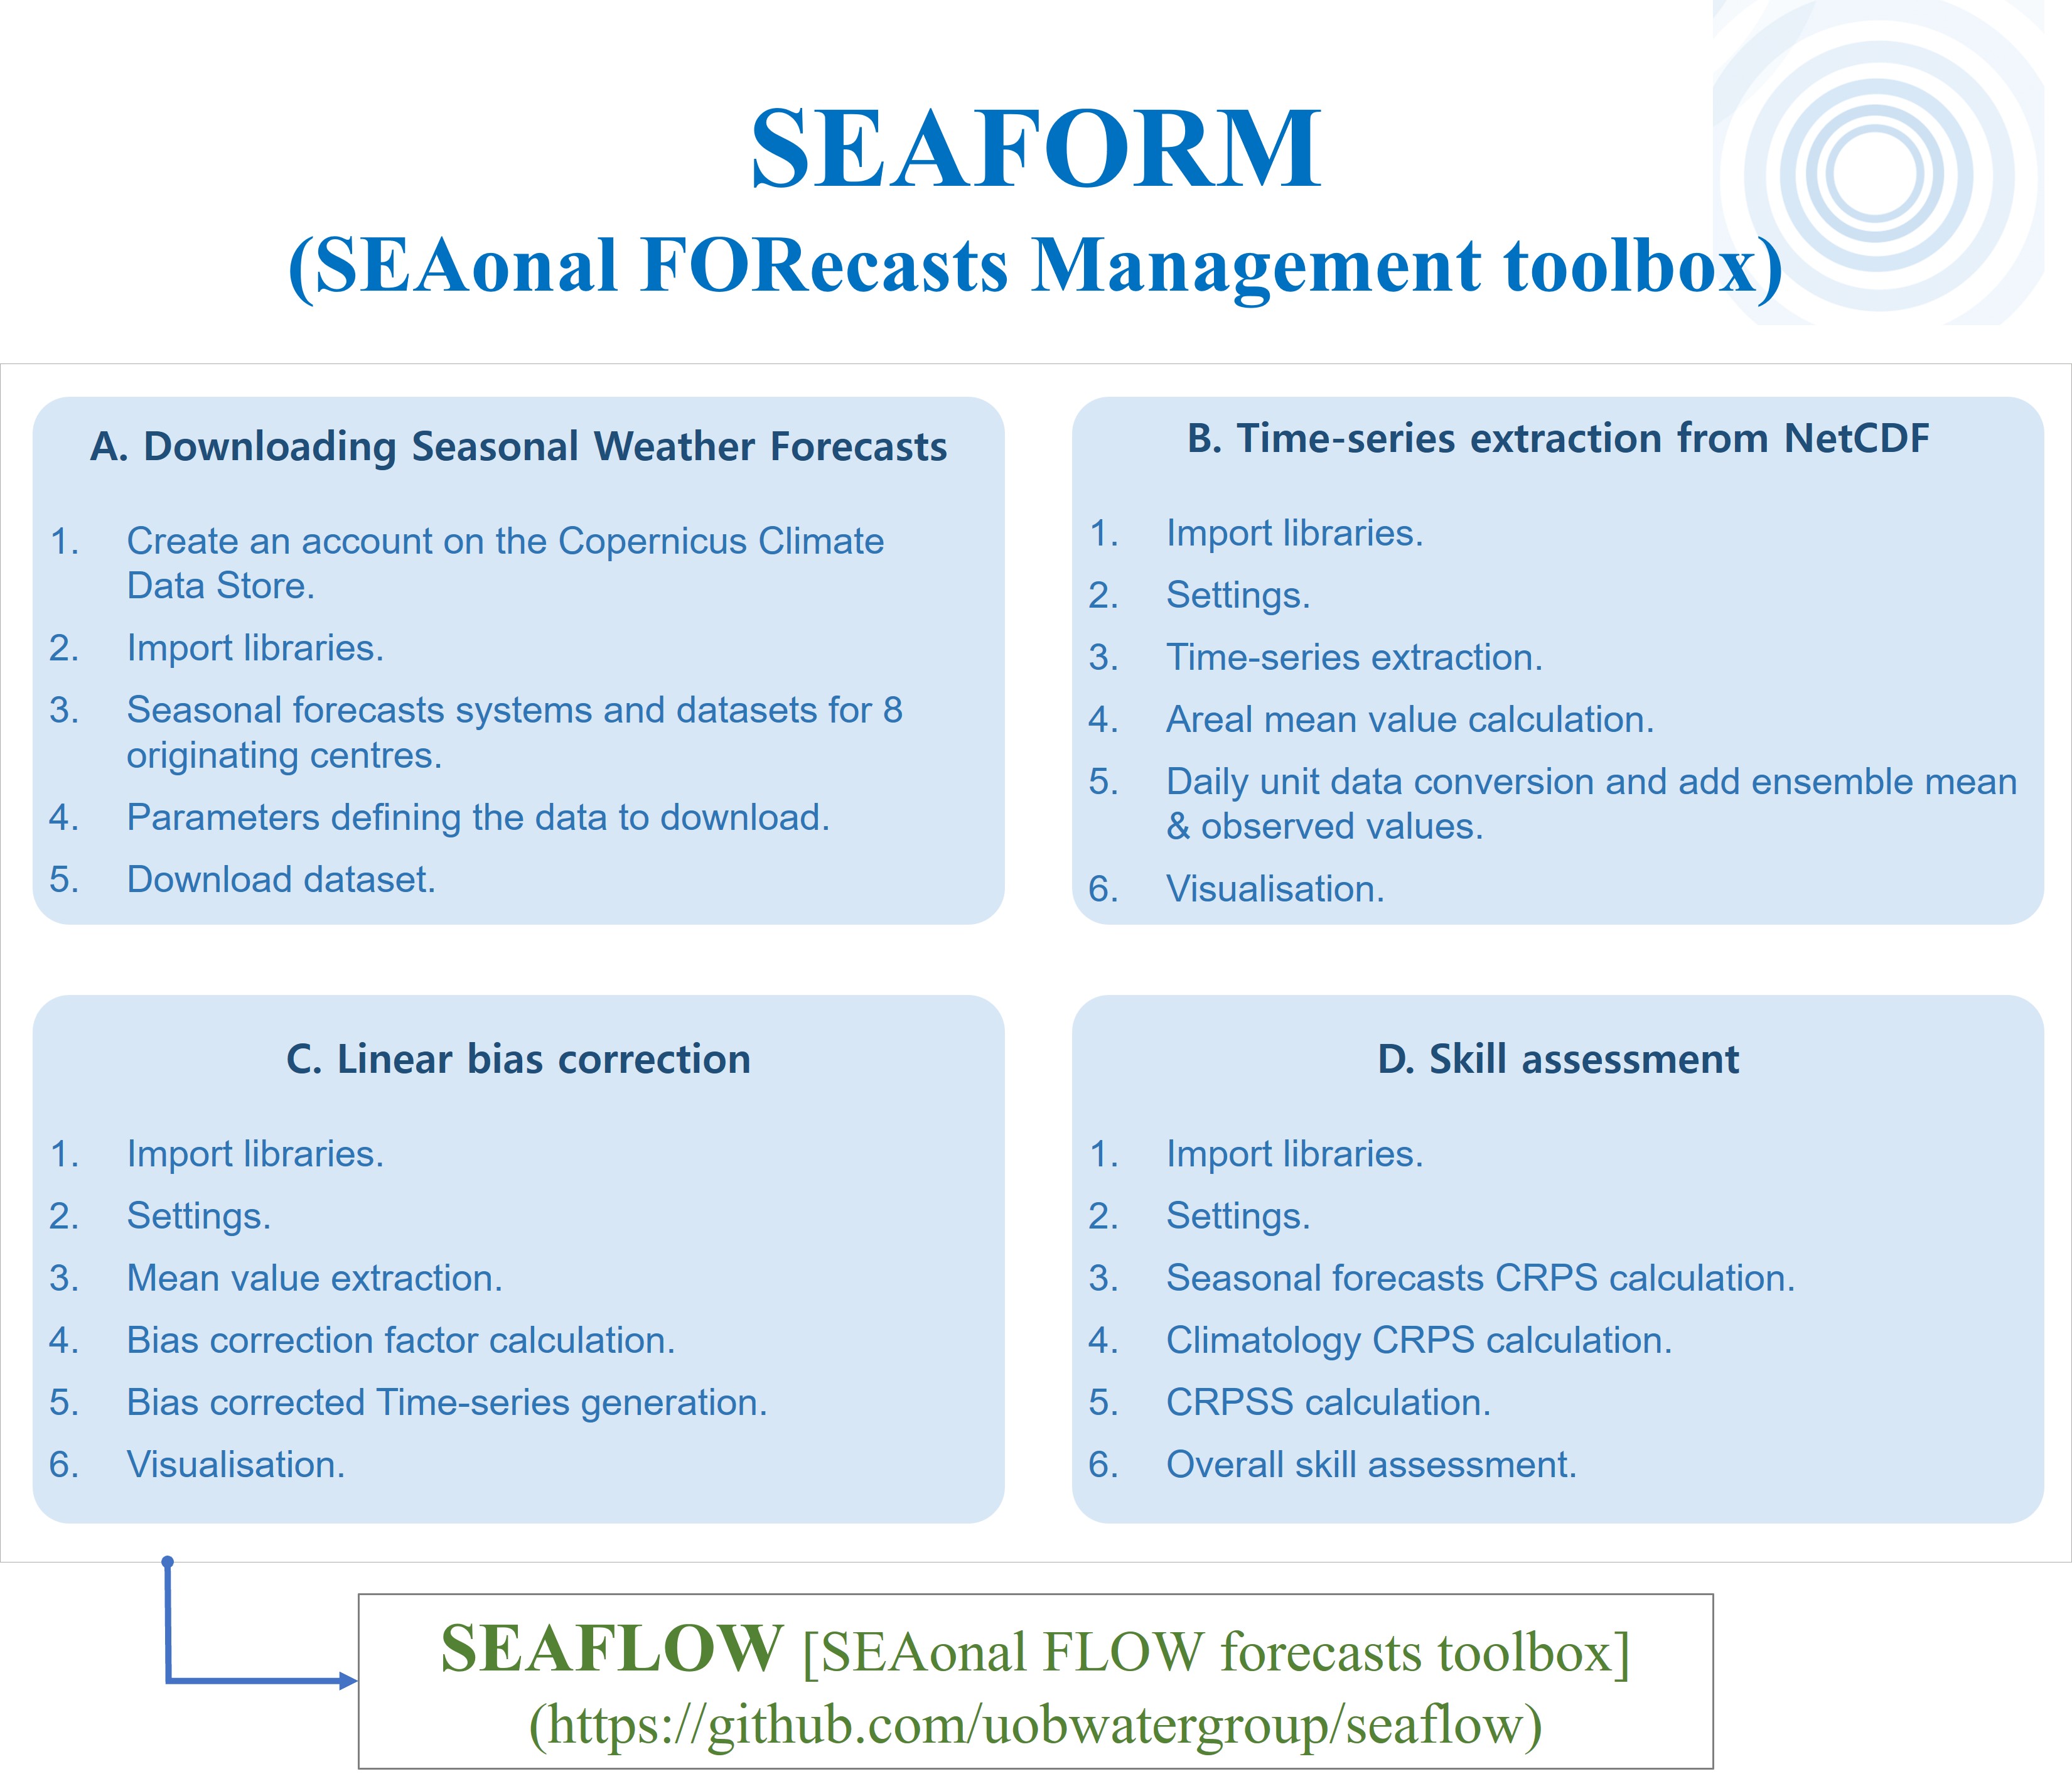 SEAFORM
(SEAonal FORecasts Management toolbox)
A. Downloading Seasonal Weather Forecasts
1. Create an account on the Copernicus Climate
Data Store.
2. Import libraries.
3. Seasonal forecasts systems and datasets for 8
originating centres.
4. Parameters defining the data to download.
5. Download dataset.
B. Time-series extraction from NetCDF
1. Import libraries.
2. Settings.
3. Time-series extraction.
4. Areal mean value calculation.
5. Daily unit data conversion and add ensemble mean
& observed values.
6. Visualisation.
C. Linear bias correction
1. Import libraries.
2. Settings.
3. Mean value extraction.
4. Bias correction factor calculation.
5. Bias corrected Time-series generation.
6. Visualisation.
D. Skill assessment
1. Import libraries.
2. Settings.
3. Seasonal forecasts CRPS calculation.
4. Climatology CRPS calculation.
5. CRPSS calculation.
6. Overall skill assessment.
SEAFLOW [SEAonal FLOW forecasts toolbox]
(https://github.com/uobwatergroup/seaflow)